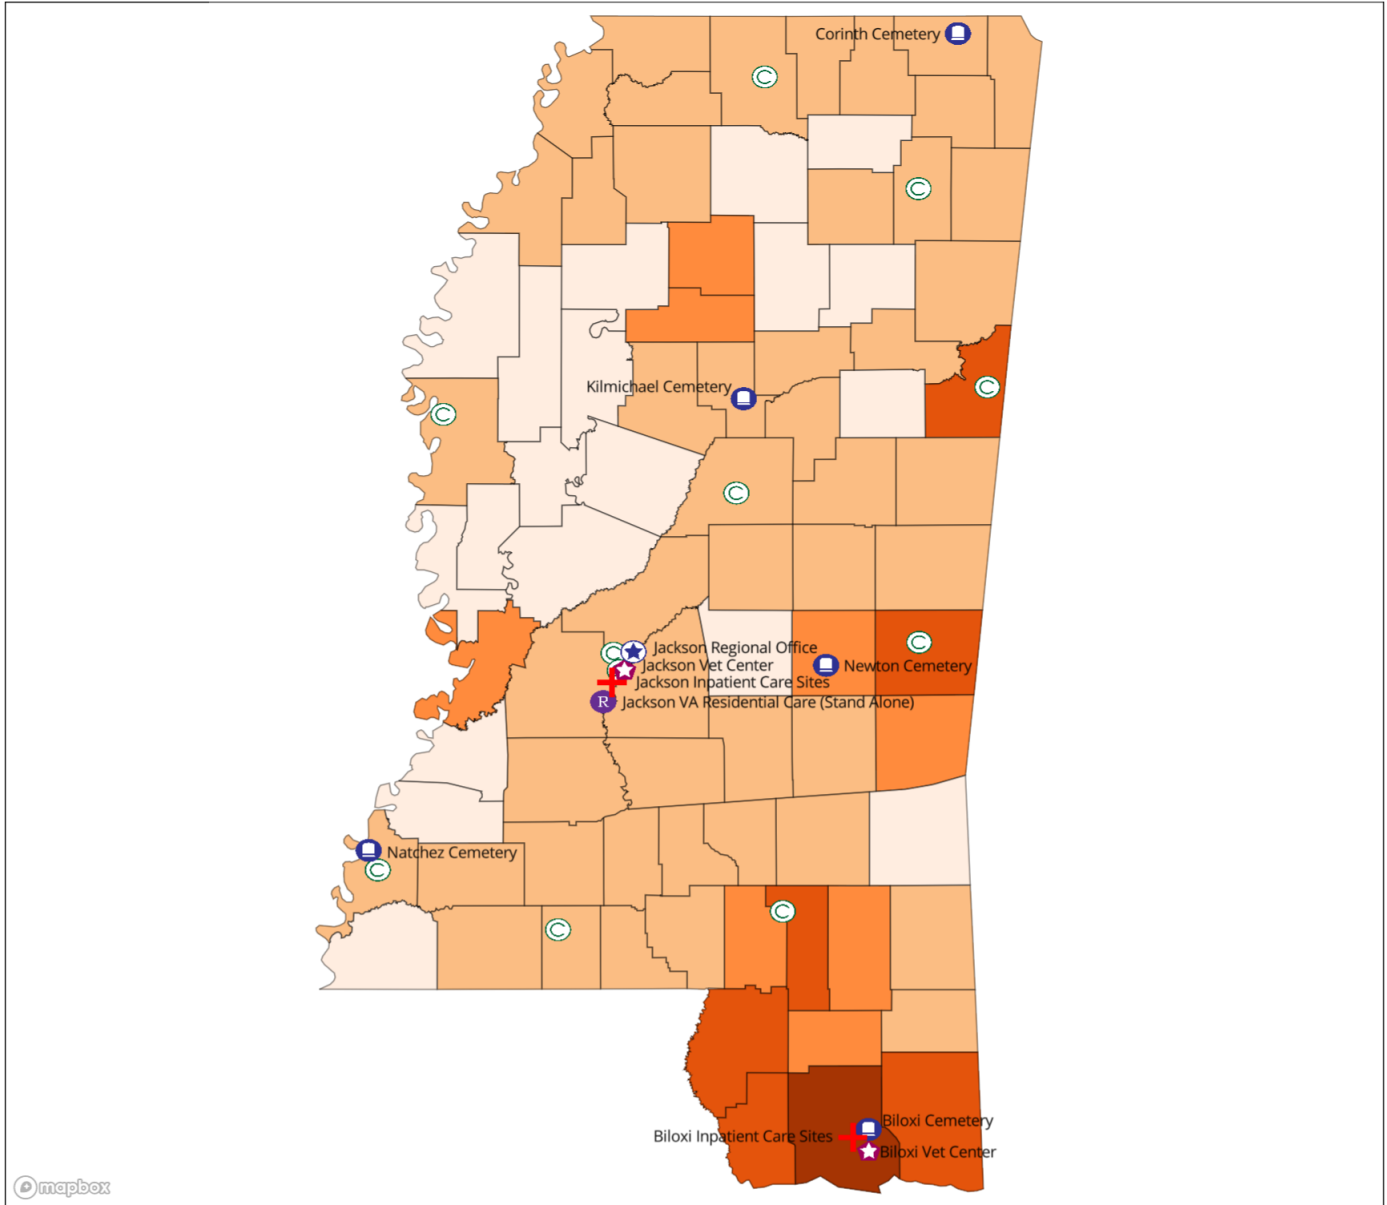 Corinth Cemetery
C
C
Kilmichael Cemetery
C
C
C
Jackson Regional Office
C
C
Jackson Vet Center
Newton Cemetery
Jackson Inpatient Care Sites
R
Jackson VA Residential Care (Stand Alone)
Natchez Cemetery
C
C
C
Biloxi Cemetery
Biloxi Inpatient Care Sites
Biloxi Vet Center
mapbox